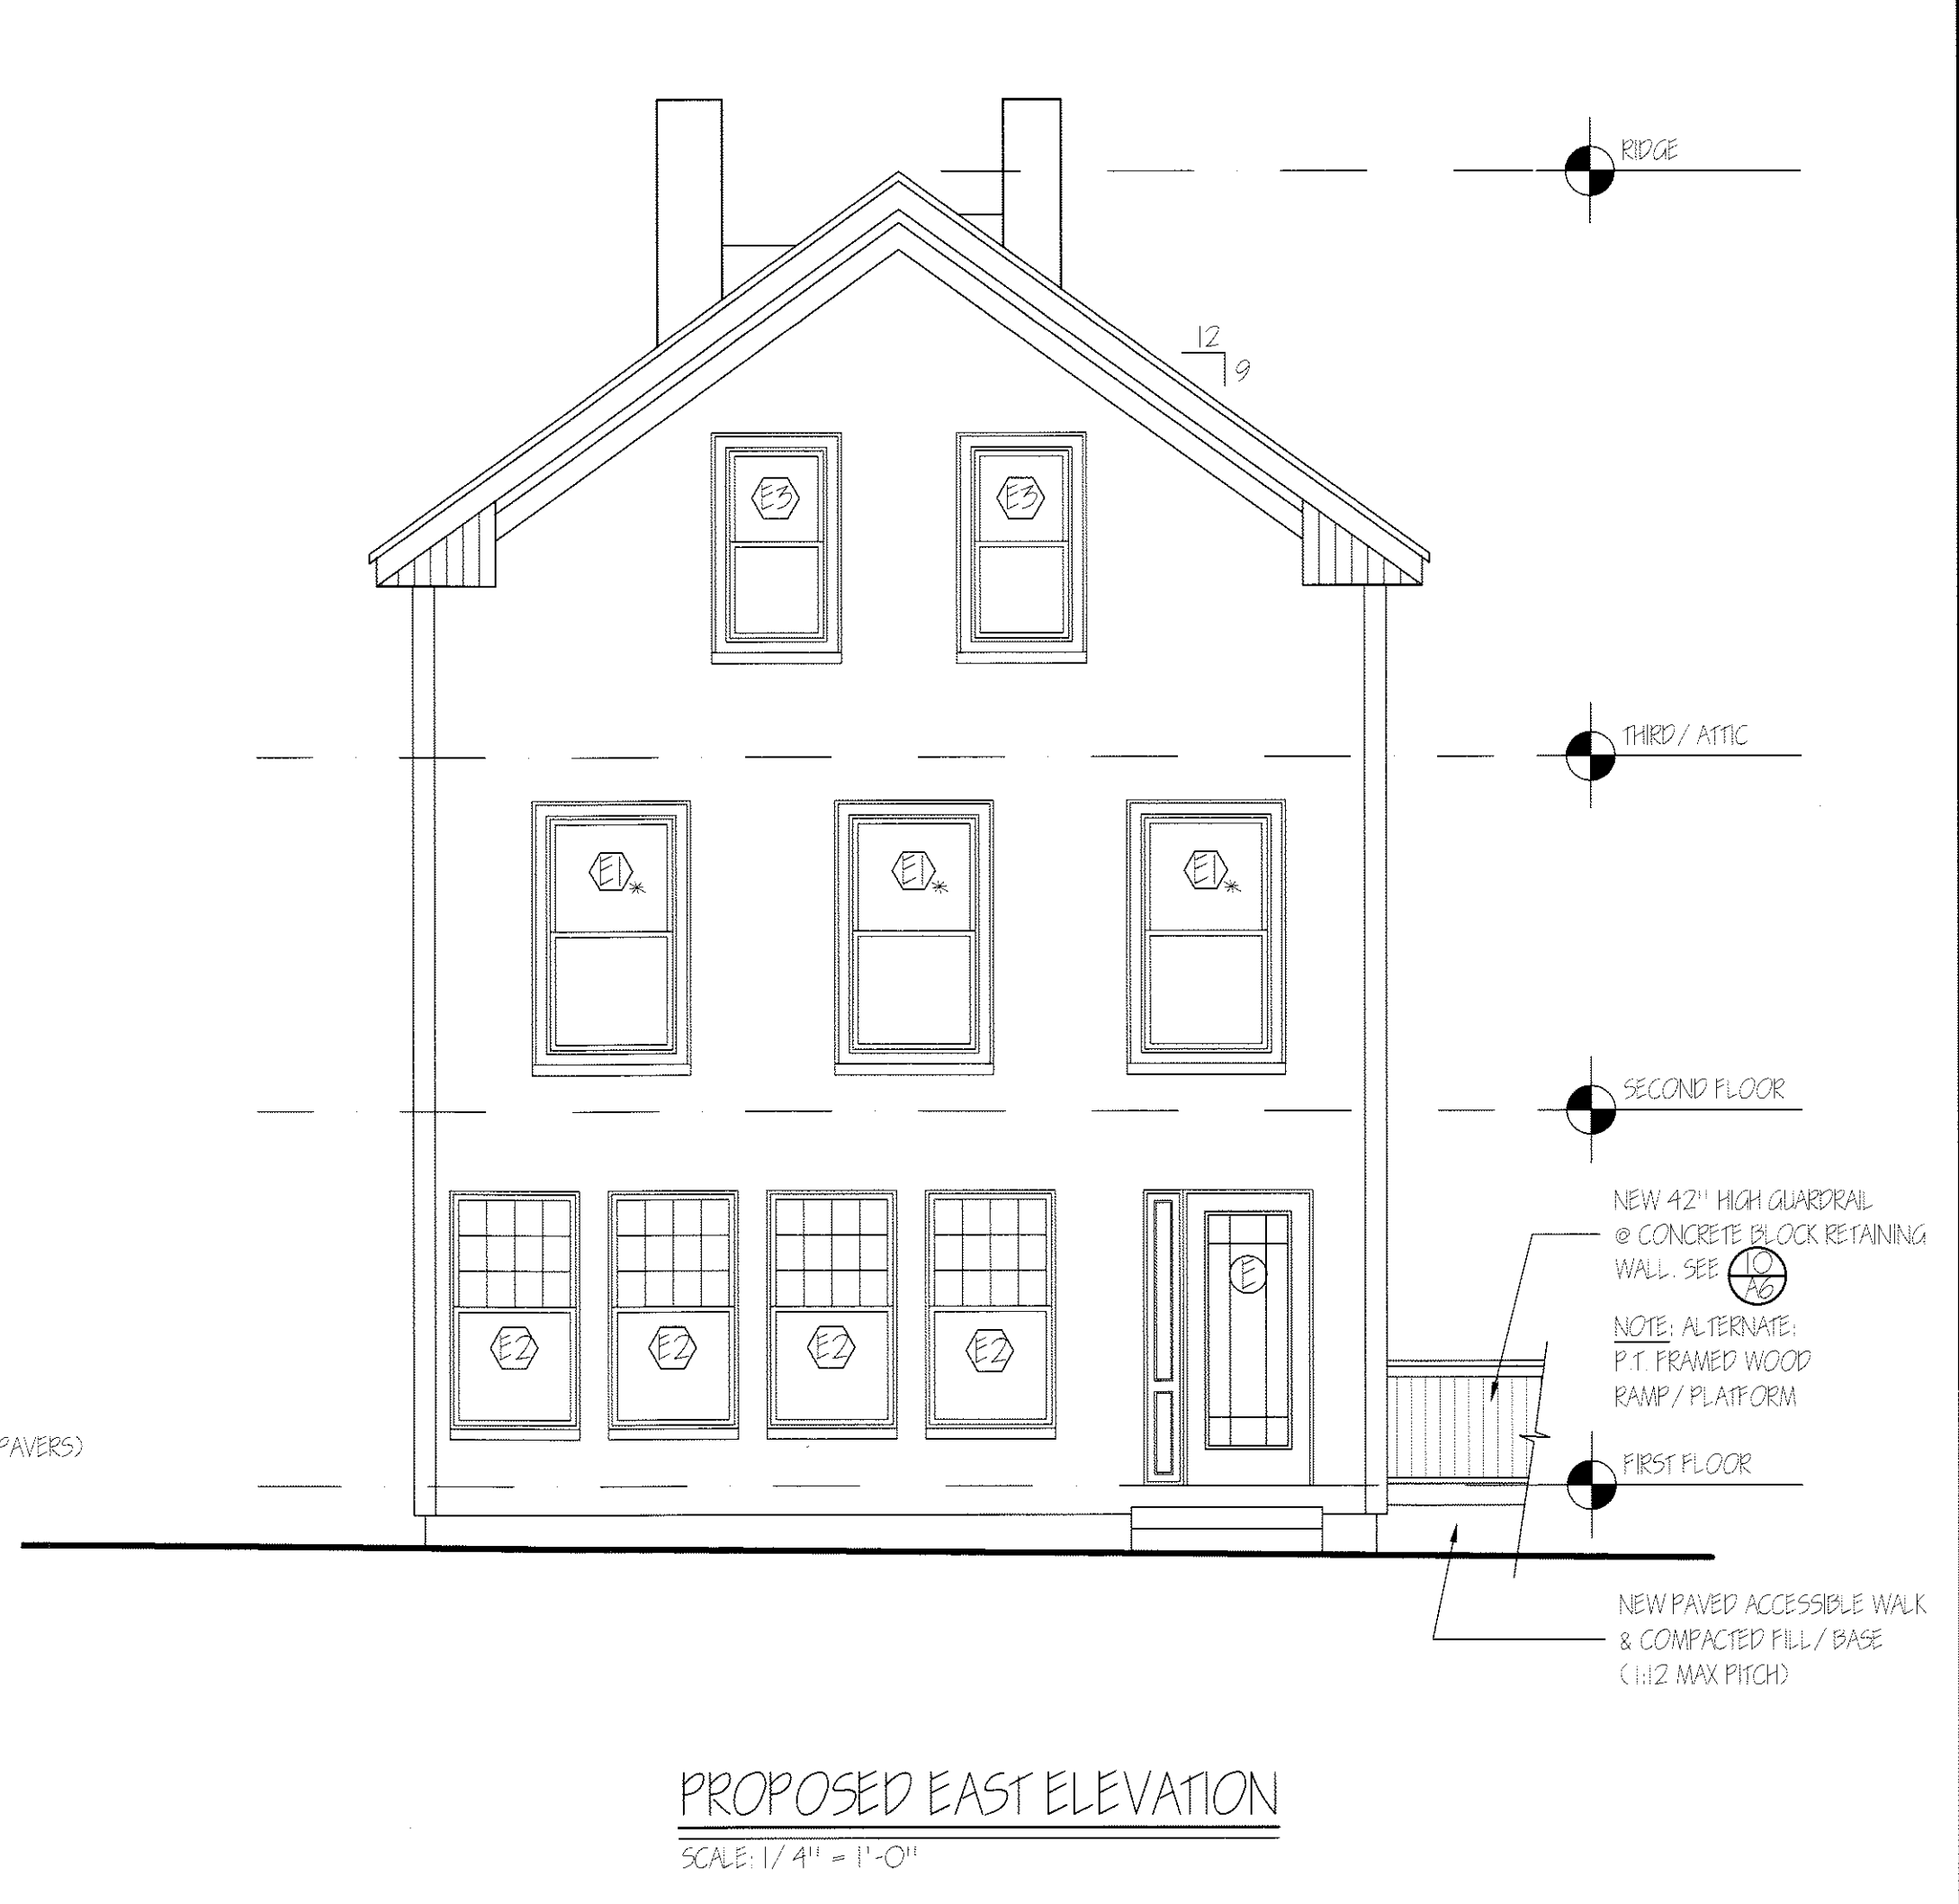 RIDGE
12
9
E3
E3
THIRD / ATTIC
E1*
E1*
E1*
SECOND FLOOR
NEW 42" HIGH GUARDRAIL
@ CONCRETE BLOCK RETAINING
WALL. SEE 10
A6
E
NOTE: ALTERNATE:
P.T. FRAMED WOOD
RAMP / PLATFORM
E2
E2
E2
E2
PAVERS)
FIRST FLOOR
NEW PAVED ACCESSIBLE WALK
& COMPACTED FILL / BASE
(1:12 MAX PITCH)
PROPOSED EAST ELEVATION
SCALE: 1/4" = 1'-0"